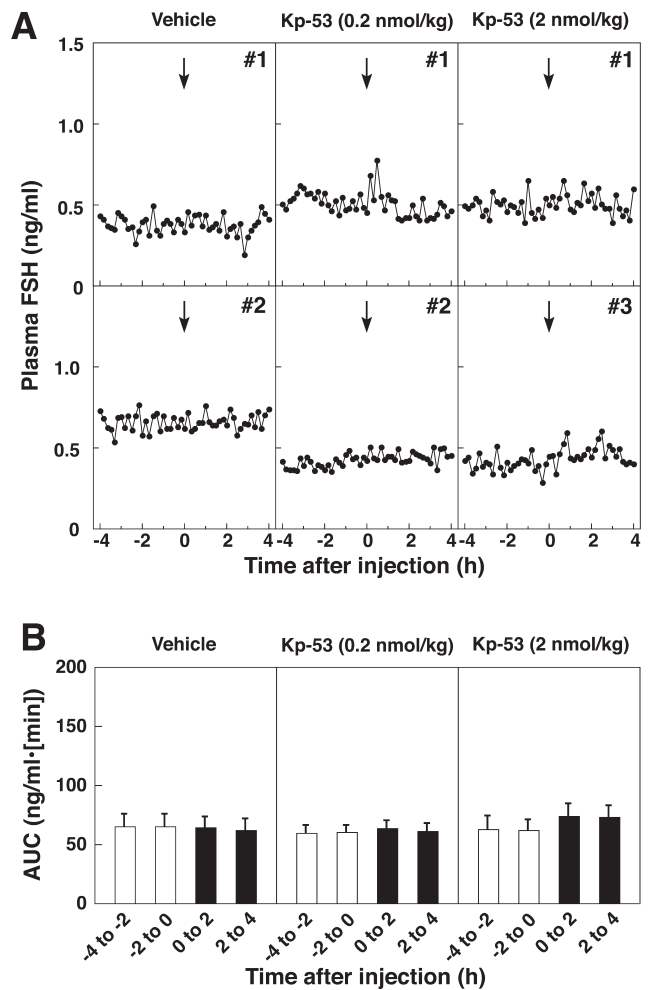 A
Vehicle Kp-53 (0.2 nmol/kg) Kp-53 (2 nmol/kg)
1.5
#1 #1 #1
1.0
0.5
0
#2 #2 #3
1.0
0.5
0
Plasma FSH (ng/ml)
-4 -2 0 2 4 -4 -2 0 2 4 -4 -2 0 2 4
Time after injection (h)
B
Vehicle Kp-53 (0.2 nmol/kg) Kp-53 (2 nmol/kg)
200
150
100
50
0
AUC (ng/ml•[min])
-4 to -2 -2 to 0 0 to 2 2 to 4 -4 to -2 -2 to 0 0 to 2 2 to 4 -4 to -2 -2 to 0 0 to 2 2 to 4
Time after injection (h)